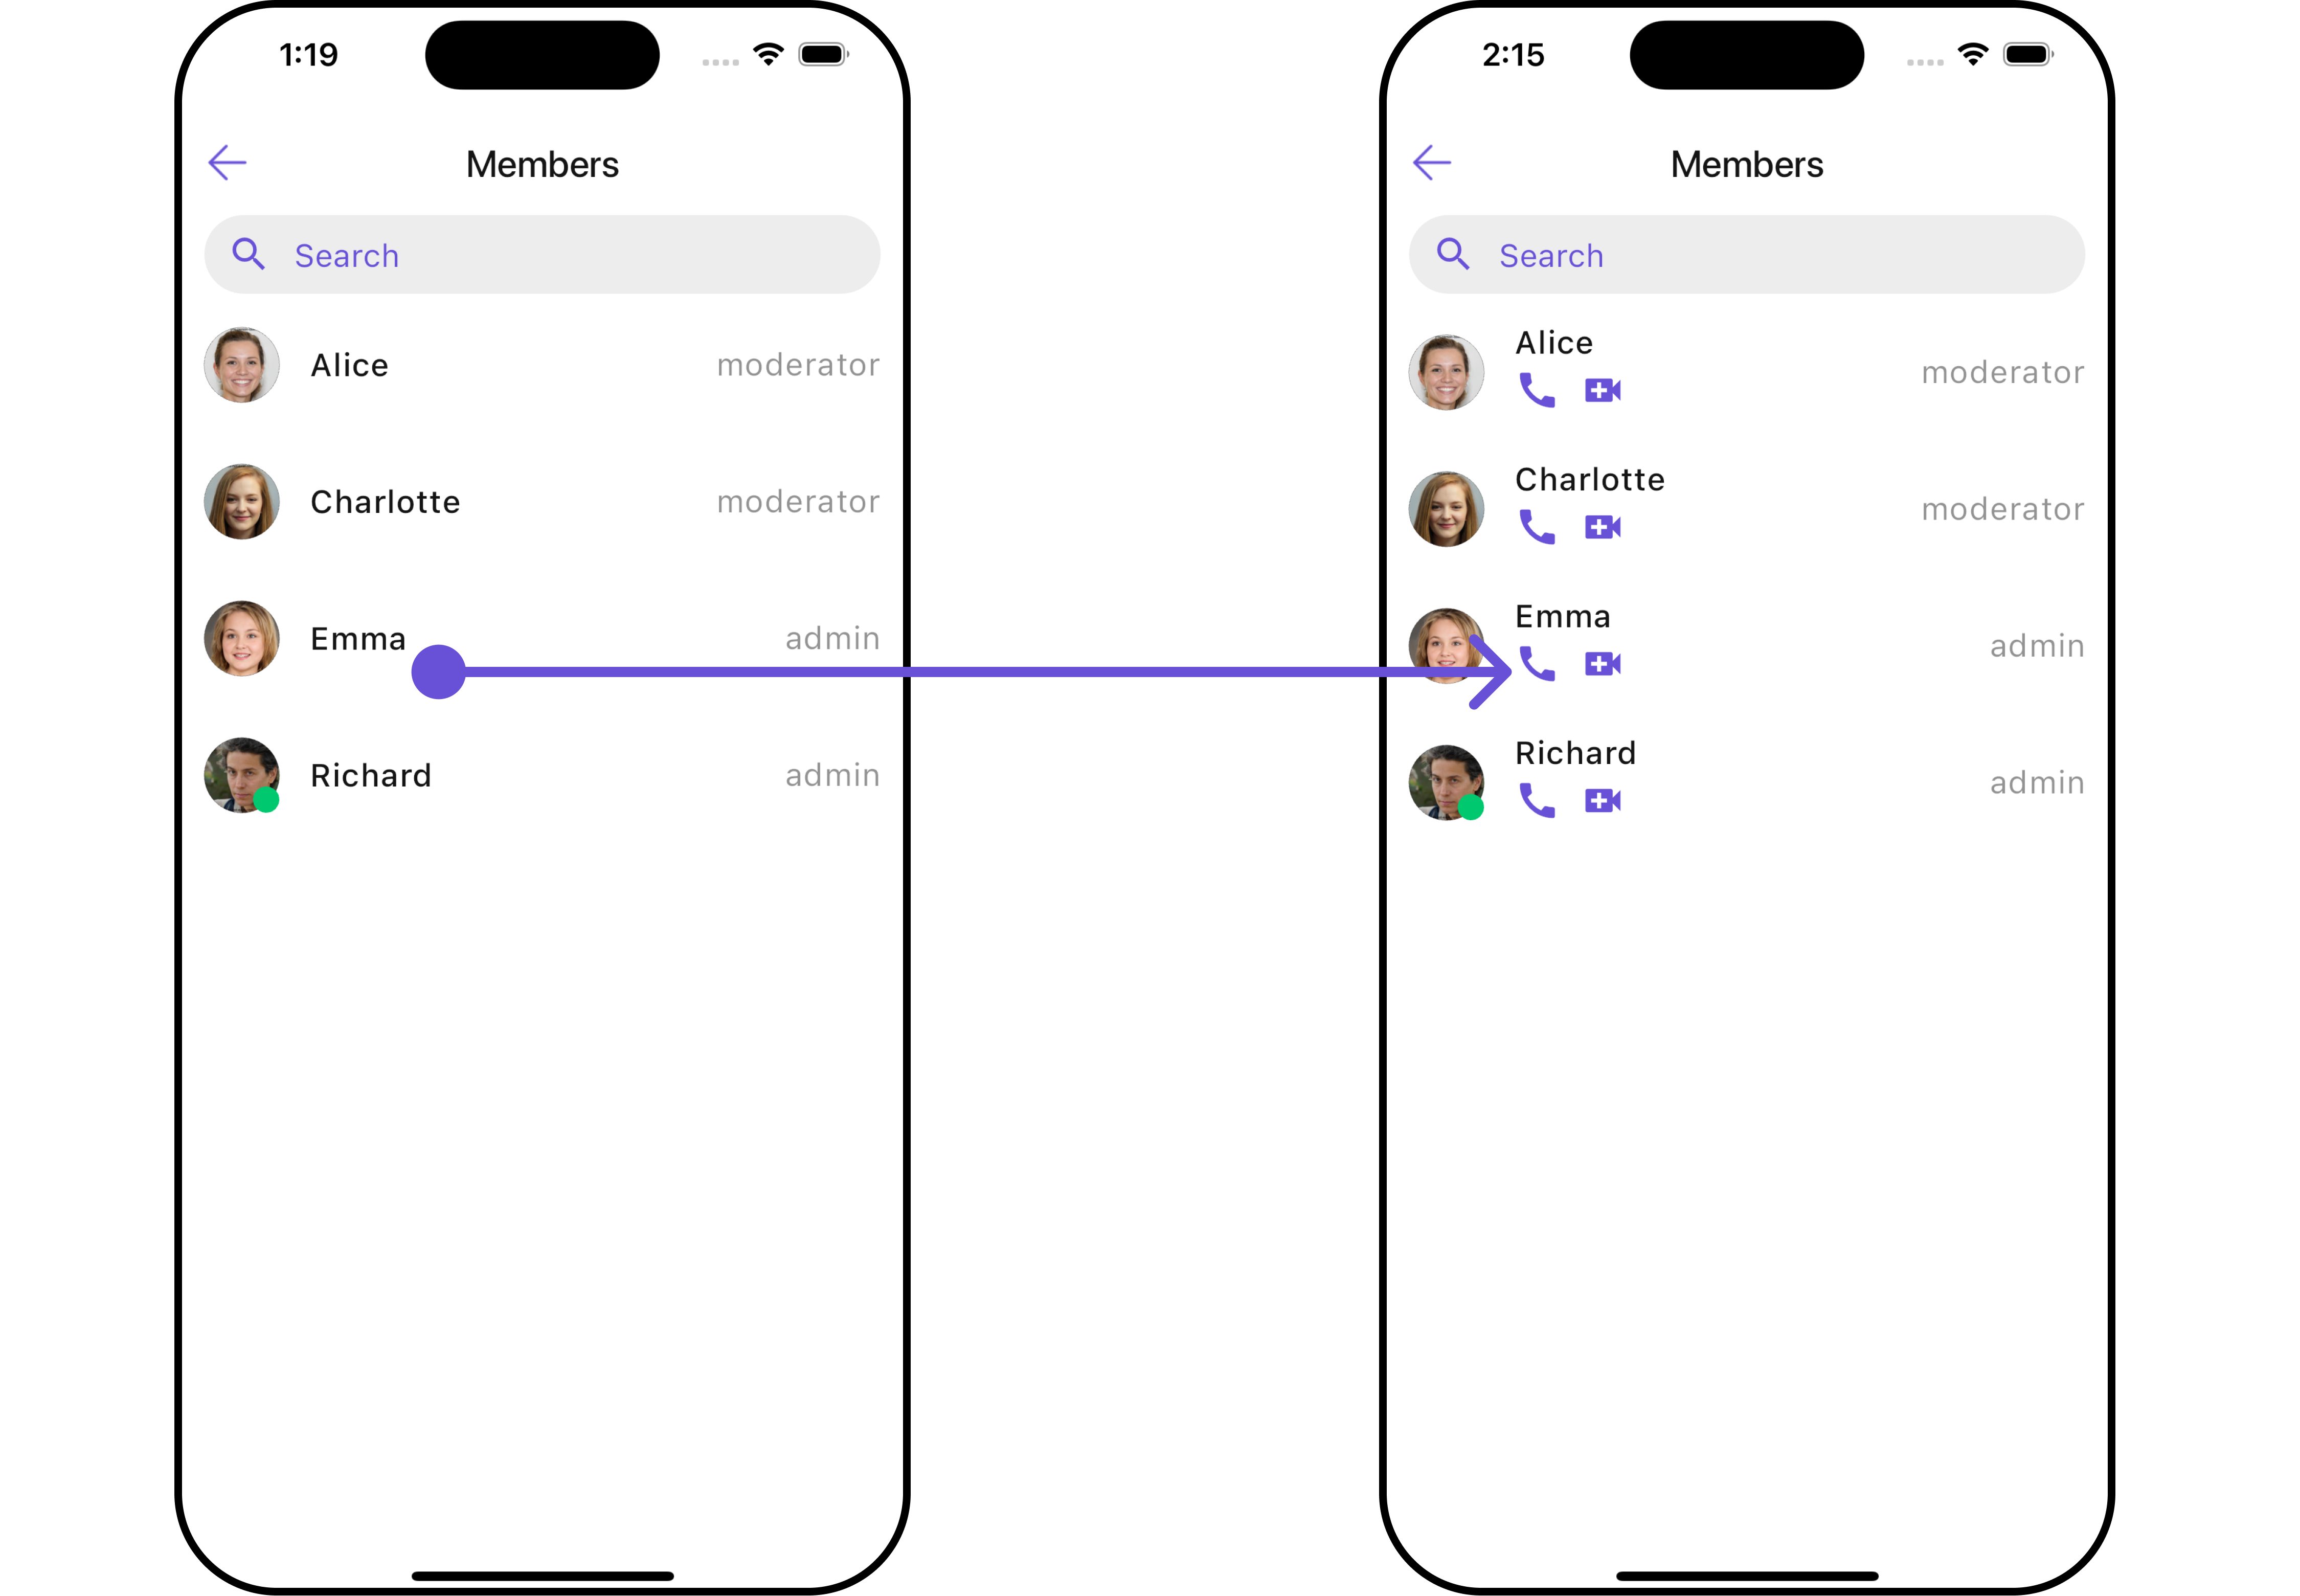 1:19
Members
Search
Alice moderator
Charlotte moderator
Emma admin
Richard admin
2:15
Members
Search
Alice
moderator
Charlotte
moderator
Emma
admin
Richard
admin